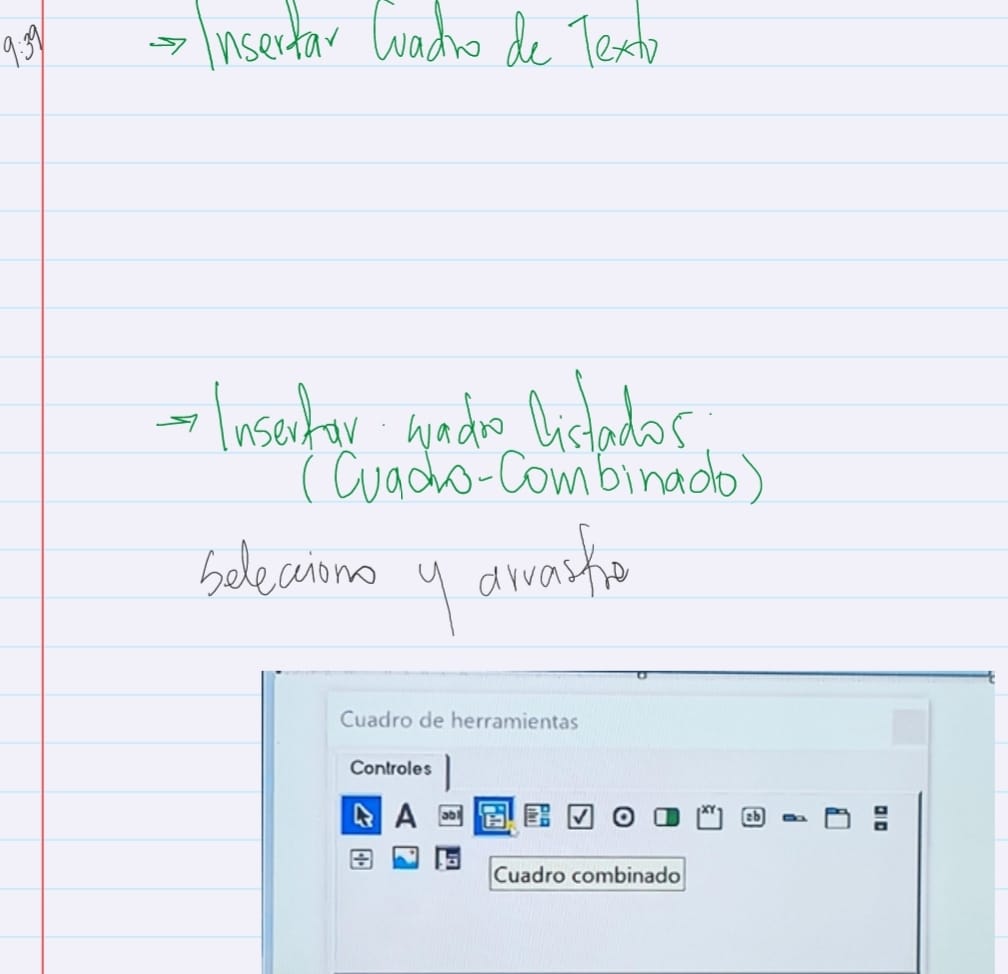 9:39
⇒ Insertar Cuadro de Texto
⇒ Insertar cuadro listados
(Cuadro-Combinado)
Selecciono y arrastro
Cuadro de herramientas
Controles
A ab| XY ab
Cuadro combinado